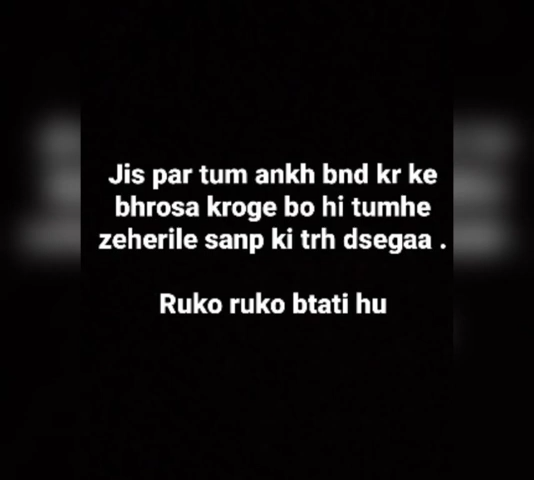 Jis par tum ankh bnd kr ke
bhrosa kroge bo hi tumhe
zeherile sanp ki trh dsegaa .
Ruko ruko btati hu